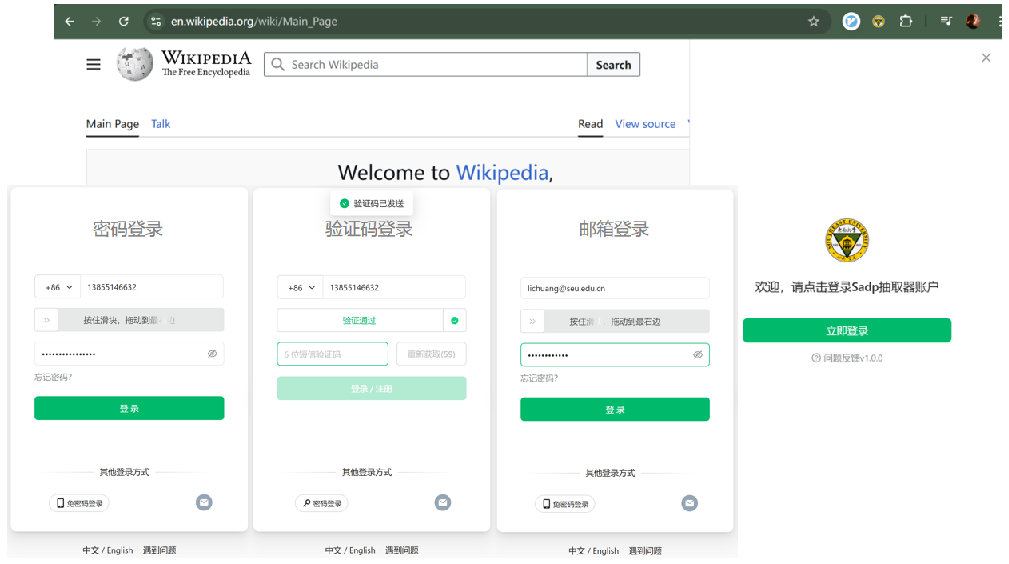 en.wikipedia.org/wiki/Main_Page
WIKIPEDIA
The Free Encyclopedia
Search Wikipedia
Search
Main Page
Talk
Read
View source
Welcome to Wikipedia,
密码登录
+86
13855146632
按住滑块，拖动到最右边
忘记密码?
登录
其他登录方式
免密码登录
中文 / English 遇到问题
验证码已发送
验证码登录
+86
13855146632
验证通过
6 位短信验证码
重新获取(59)
登录 / 注册
其他登录方式
密码登录
中文 / English 遇到问题
邮箱登录
lichuang@seu.edu.cn
按住滑 拖动到最右边
忘记密码?
登录
其他登录方式
免密码登录
中文 / English 遇到问题
欢迎，请点击登录Sadp抽取器账户
立即登录
问题反馈v1.0.0